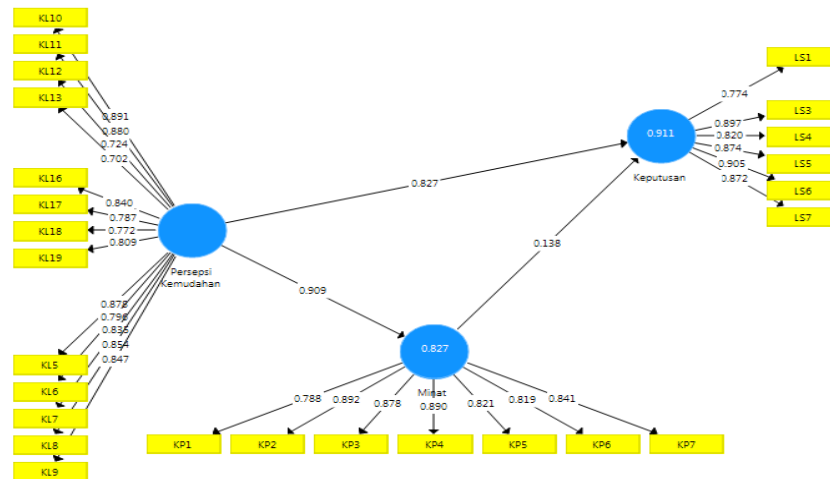 KL10
KL11
KL12
KL13
0.891
0.880
0.724
0.702
KL16
KL17
KL18
KL19
0.840
0.787
0.772
0.809
Persepsi
Kemudahan
KL5
KL6
KL7
KL8
KL9
0.878
0.796
0.835
0.854
0.847
0.827
0.909
0.138
0.911
Keputusan
0.774
0.897
0.820
0.874
0.905
0.872
LS1
LS3
LS4
LS5
LS6
LS7
0.827
Minat
0.788
0.892
0.878
0.890
0.821
0.819
0.841
KP1
KP2
KP3
KP4
KP5
KP6
KP7